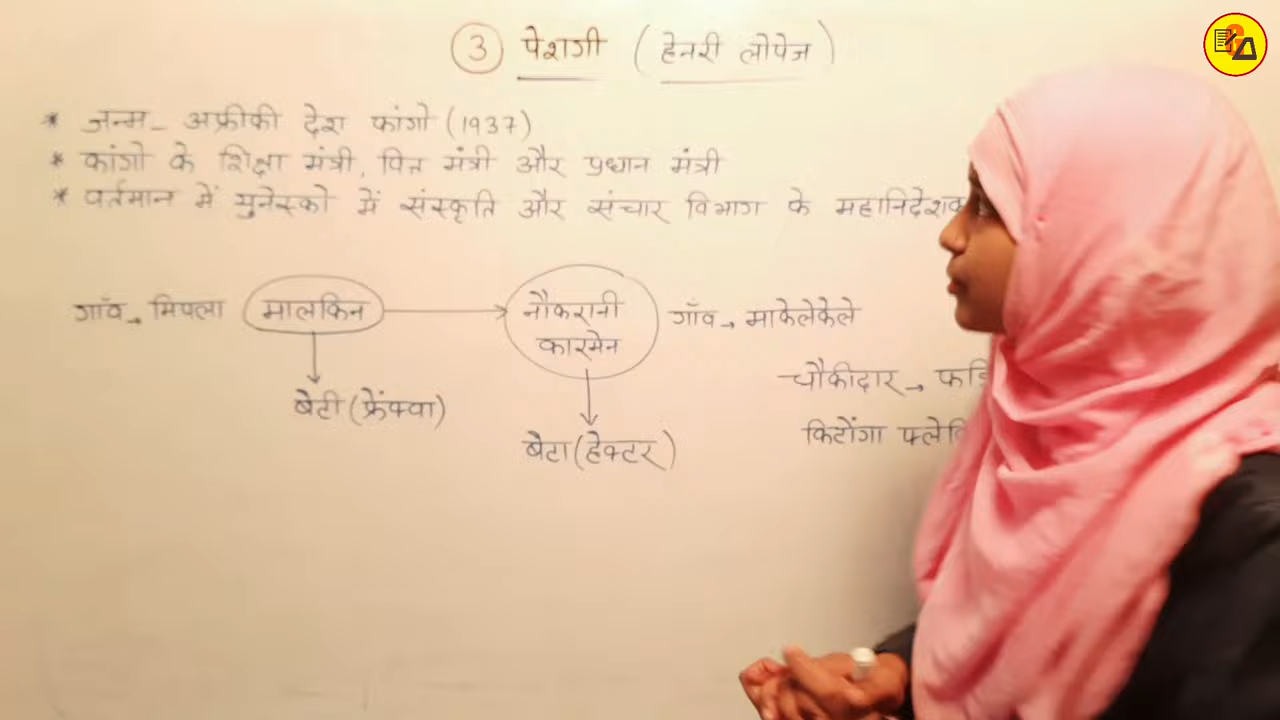 3 पेशगी (हेनरी लोपेज)
* जन्म - अफ्रीकी देश कांगो (1937)
* कांगो के शिक्षा मंत्री, वित्त मंत्री और प्रधान मंत्री
* वर्तमान में युनेस्को में संस्कृति और संचार विभाग के महानिदेशक
गाँव → मिपला मालकिन → नौकरानी कारमेन गाँव → माकेलेकेले
चौकीदार →
बेटी (फ्रेंक्वा)
किटोंगा
बेटा (हेक्टर)